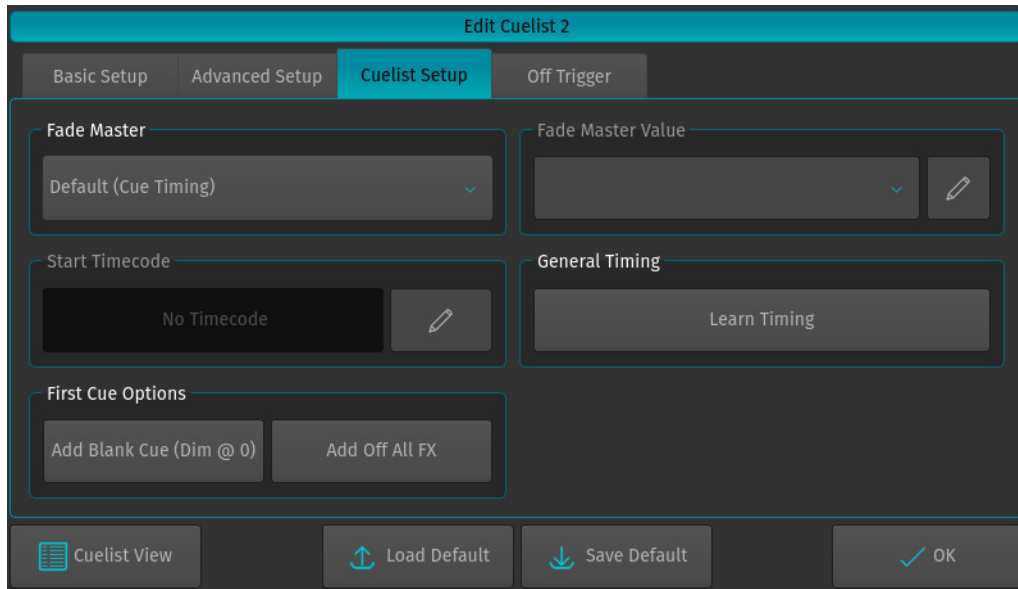 Edit Cuelist 2
Basic Setup Advanced Setup Cuelist Setup Off Trigger
Fade Master Fade Master Value
Default (Cue Timing)
Start Timecode General Timing
No Timecode Learn Timing
First Cue Options
Add Blank Cue (Dim @ 0) Add Off All FX
Cuelist View Load Default Save Default OK